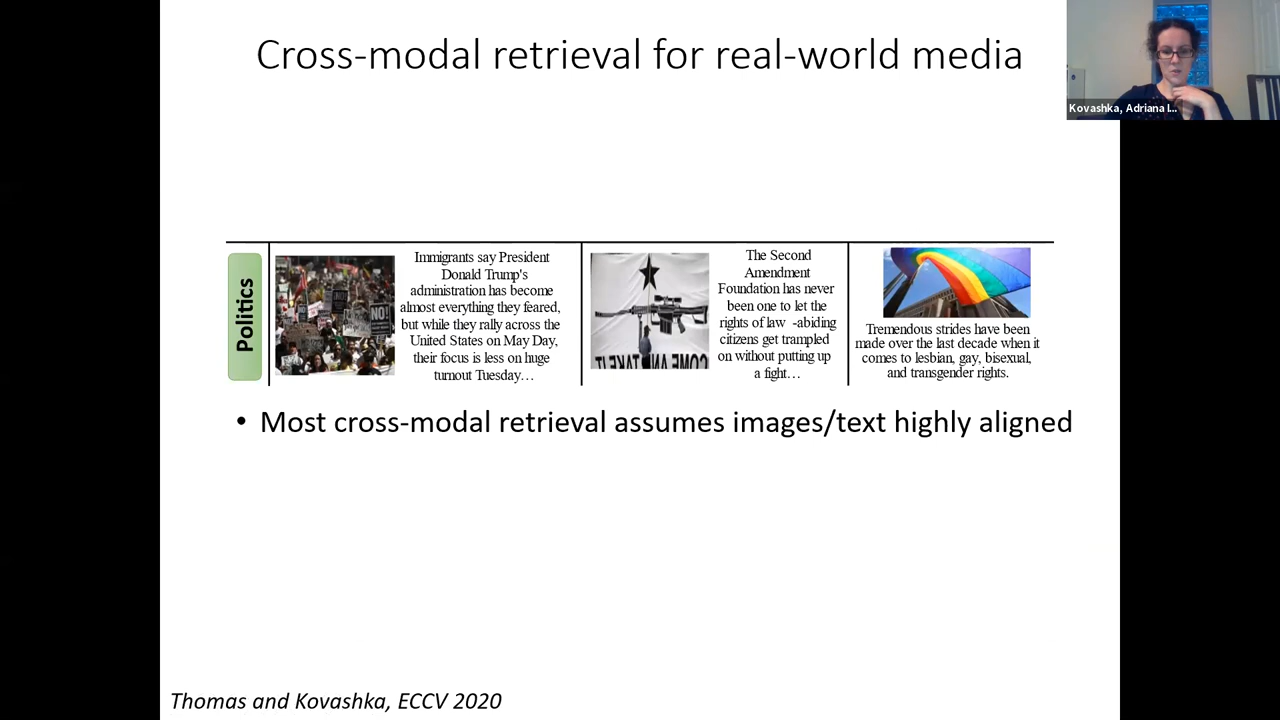 Cross-modal retrieval for real-world media
Kovashka, Adriana I...
Politics
NO!
Immigrants say President
Donald Trump's
administration has become
almost everything they feared,
but while they rally across the
United States on May Day,
their focus is less on huge
turnout Tuesday…
COME AND TAKE IT
The Second
Amendment
Foundation has never
been one to let the
rights of law -abiding
citizens get trampled
on without putting up
a fight…
Tremendous strides have been
made over the last decade when it
comes to lesbian, gay, bisexual,
and transgender rights.
• Most cross-modal retrieval assumes images/text highly aligned
Thomas and Kovashka, ECCV 2020